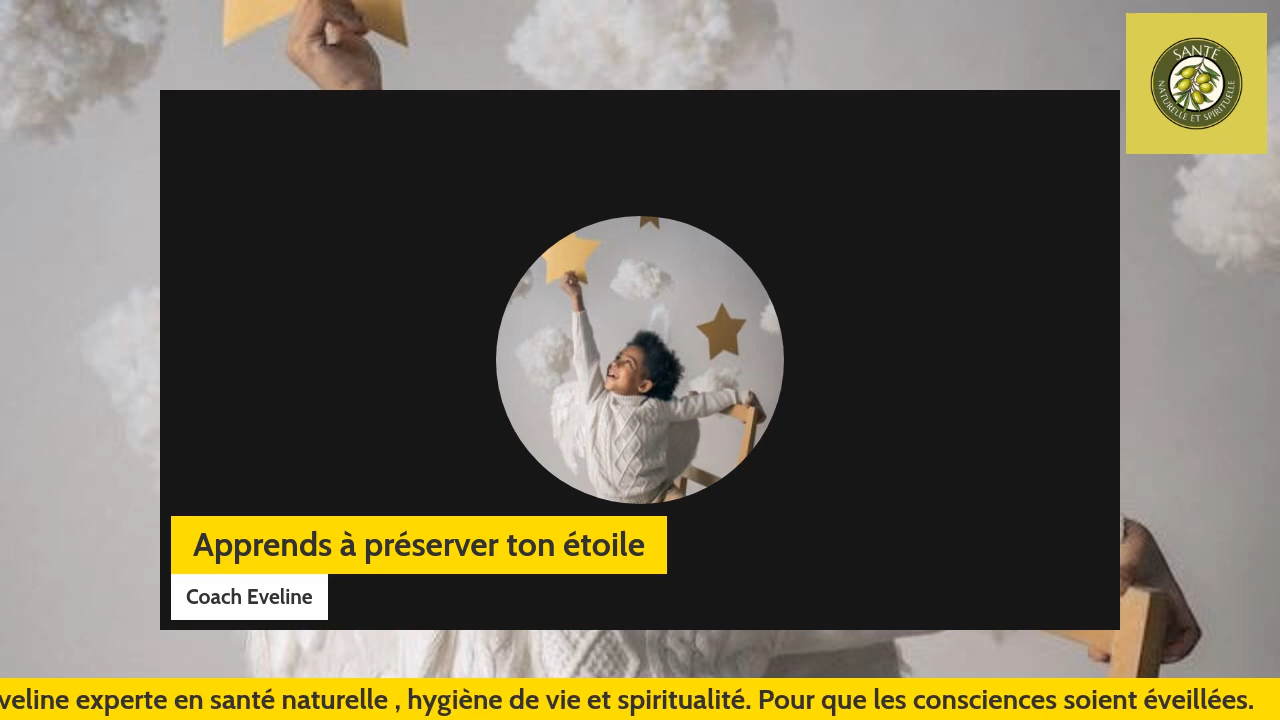 SANTÉ
NATURELLE ET SPIRITUELLE
Apprends à préserver ton étoile
Coach Eveline
veline experte en santé naturelle , hygiène de vie et spiritualité. Pour que les consciences soient éveillées.